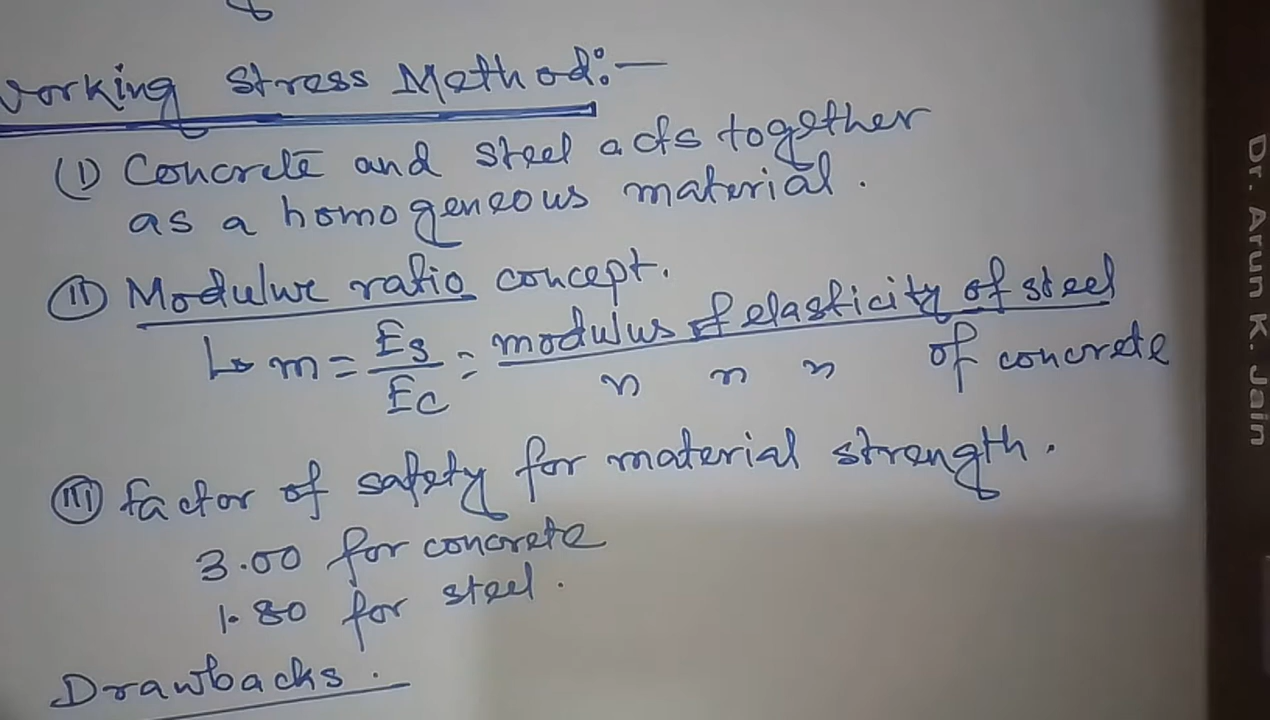 Working Stress Method:-
(I) Concrete and steel acts together
as a homogeneous material.
(II) Modulur ratio concept.
↳ m = Es/Ec = modulus of elasticity of steel / " " " of concrete
(III) factor of safety for material strength.
3.00 for concrete
1.80 for steel.
Drawbacks.
Dr. Arun K. Jain